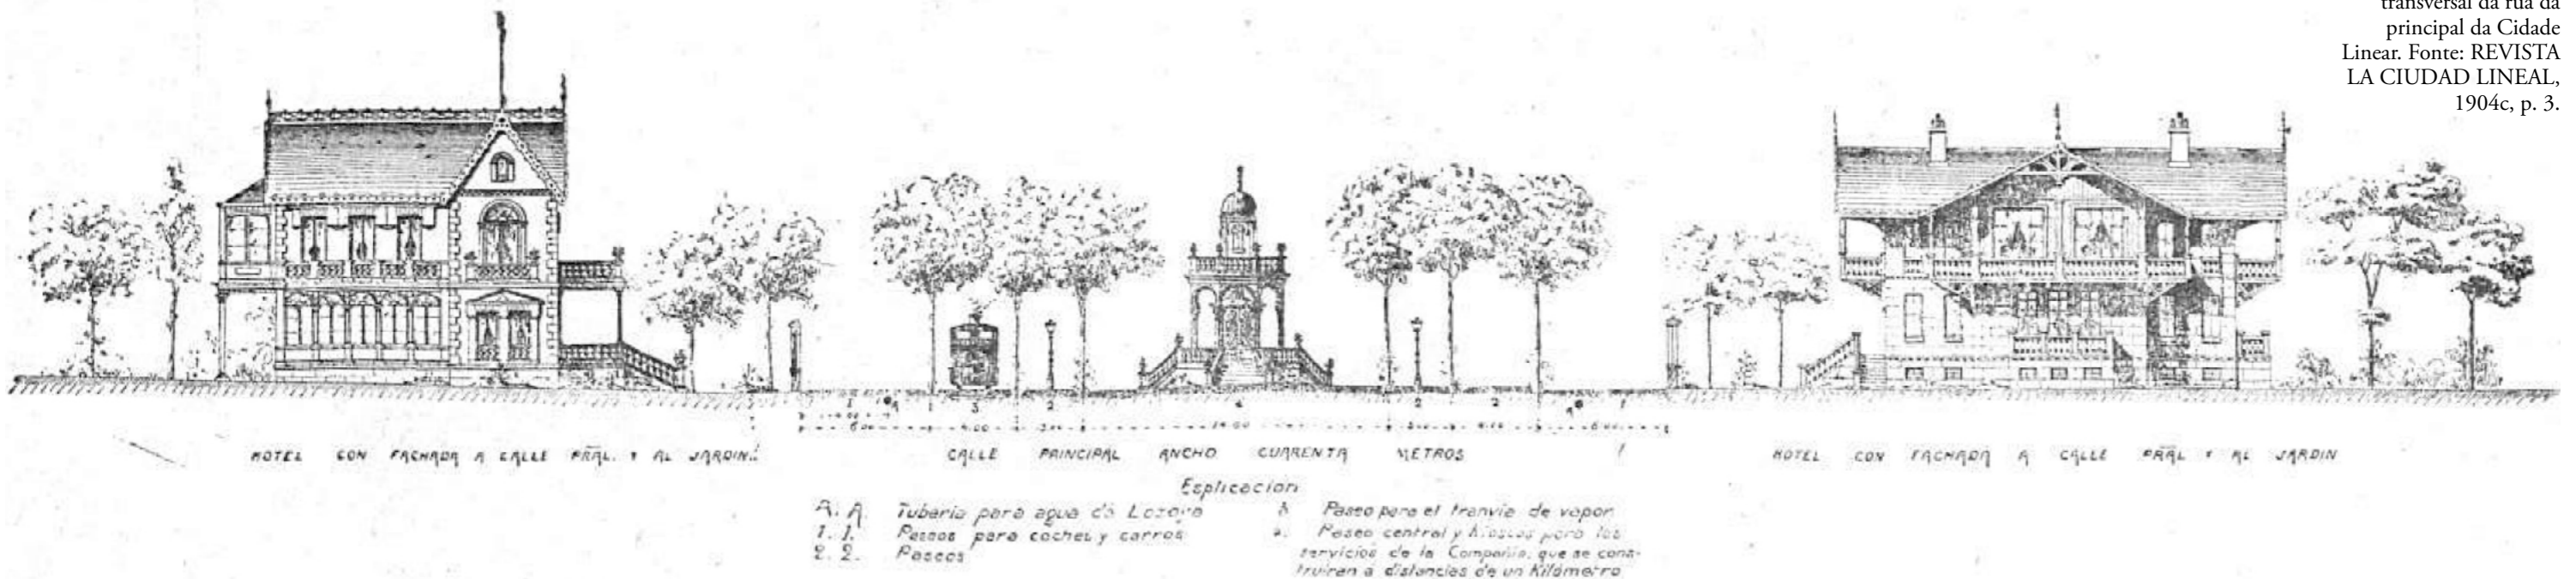 transversal da rua da
principal da Cidade
Linear. Fonte: REVISTA
LA CIUDAD LINEAL,
1904c, p. 3.
HOTEL CON FACHADA A CALLE PRAL. Y AL JARDIN.
CALLE PRINCIPAL ANCHO CUARENTA METROS
HOTEL CON FACHADA A CALLE PRAL Y AL JARDIN
Esplicación
A. A. Tuberia para agua de Lozoya
1. 1. Paseos para coches y carros
2. 2. Paseos
3 Paseo para el tranvia de vapor
4. Paseo central y kioscos para los
servicios de la Compañia, que se cons-
truiran a distancias de un Kilómetro